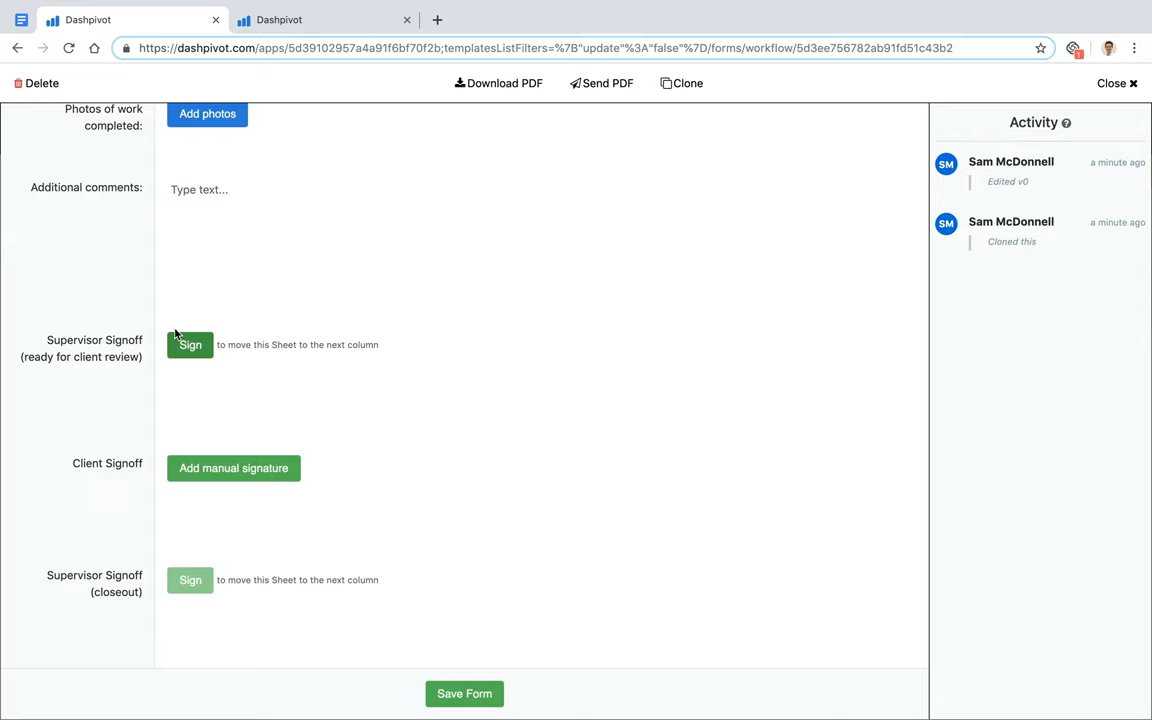 Dashpivot
Dashpivot
https://dashpivot.com/apps/5d39102957a4a91f6bf70f2b;templatesListFilters=%7B"update"%3A"false"%7D/forms/workflow/5d3ee756782ab91fd51c43b2
1
Delete
Download PDF
Send PDF
Clone
Close ✖
Photos of work
completed:
Add photos
Additional comments:
Type text...
Supervisor Signoff
(ready for client review)
Sign
to move this Sheet to the next column
Client Signoff
Add manual signature
Supervisor Signoff
(closeout)
Sign
to move this Sheet to the next column
Save Form
Activity ?
SM
Sam McDonnell
a minute ago
Edited v0
SM
Sam McDonnell
a minute ago
Cloned this